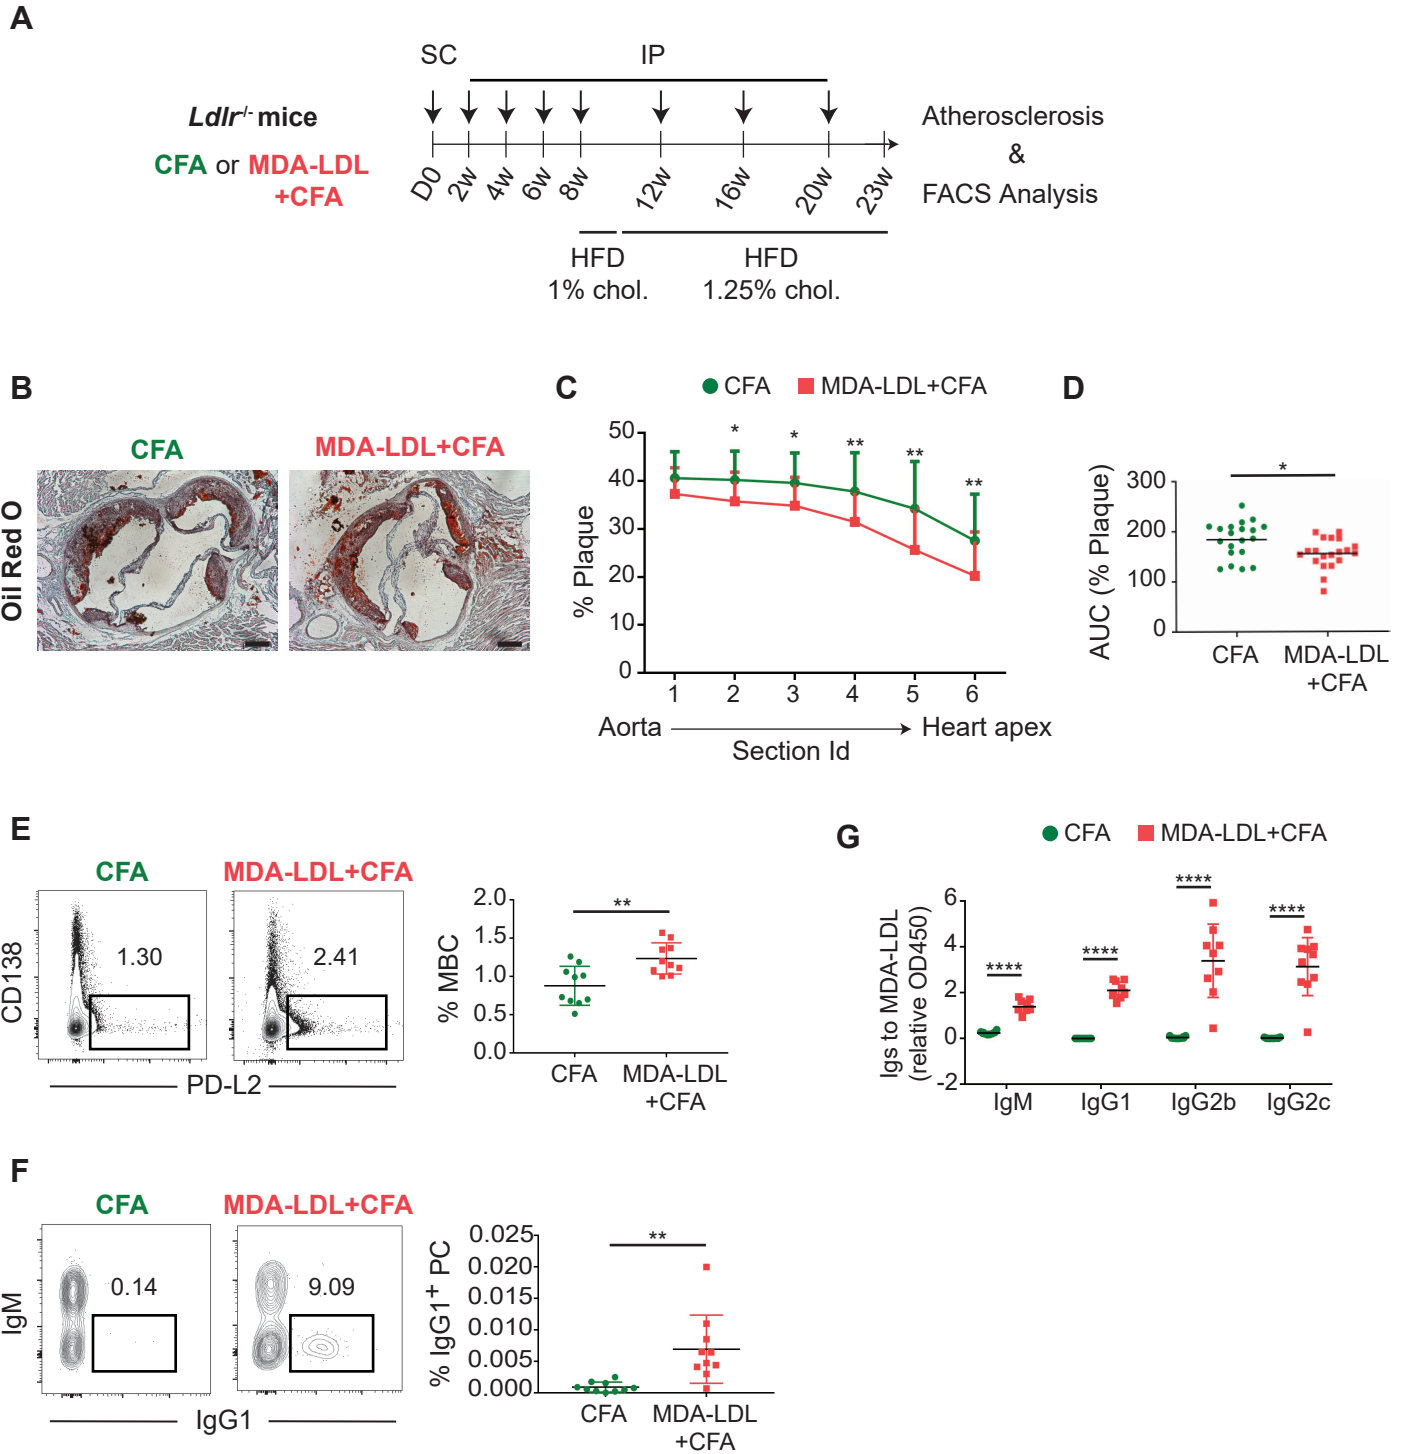 A
SC IP
Ldlr-/- mice
CFA or MDA-LDL
+CFA
D0 2w 4w 6w 8w 12w 16w 20w 23w
Atherosclerosis
&
FACS Analysis
HFD HFD
1% chol. 1.25% chol.
B
CFA MDA-LDL+CFA
Oil Red O
C
CFA MDA-LDL+CFA
% Plaque
50
40
30
20
10
0
* * ** ** **
1 2 3 4 5 6
Aorta Heart apex
Section Id
D
AUC (% Plaque)
300
200
100
0
*
CFA MDA-LDL
+CFA
E
CFA MDA-LDL+CFA
CD138
1.30 2.41
PD-L2
% MBC
2.0
1.5
1.0
0.5
0.0
**
CFA MDA-LDL
+CFA
G
CFA MDA-LDL+CFA
Igs to MDA-LDL
(relative OD450)
6
4
2
0
-2
**** **** **** ****
IgM IgG1 IgG2b IgG2c
F
CFA MDA-LDL+CFA
IgM
0.14 9.09
IgG1
% IgG1+ PC
0.025
0.020
0.015
0.010
0.005
0.000
**
CFA MDA-LDL
+CFA